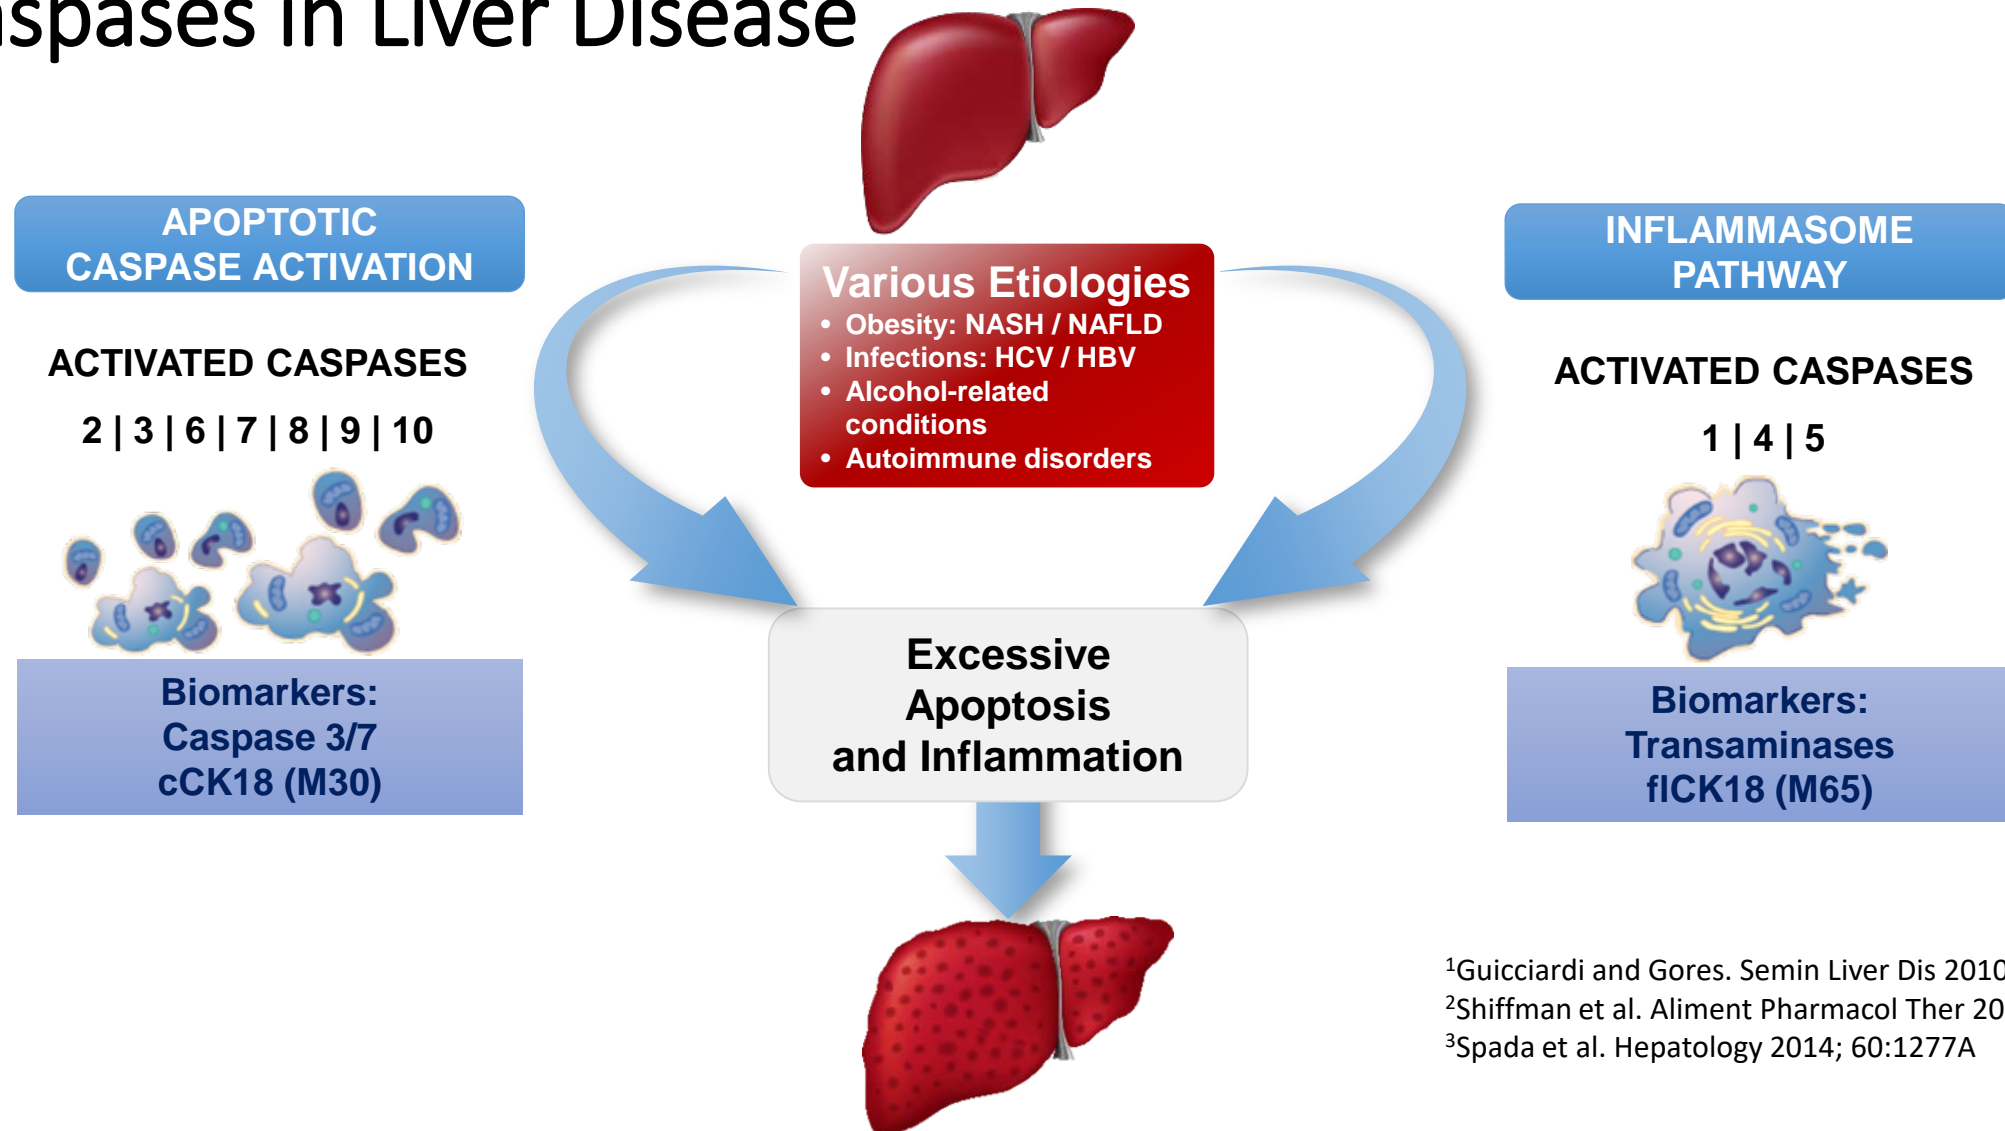 aspases in Liver Disease
APOPTOTIC
CASPASE ACTIVATION
ACTIVATED CASPASES
2 | 3 | 6 | 7 | 8 | 9 | 10
Biomarkers:
Caspase 3/7
cCK18 (M30)
Various Etiologies
• Obesity: NASH / NAFLD
• Infections: HCV / HBV
• Alcohol-related
conditions
• Autoimmune disorders
Excessive
Apoptosis
and Inflammation
INFLAMMASOME
PATHWAY
ACTIVATED CASPASES
1 | 4 | 5
Biomarkers:
Transaminases
flCK18 (M65)
¹Guicciardi and Gores. Semin Liver Dis 2010
²Shiffman et al. Aliment Pharmacol Ther 20
³Spada et al. Hepatology 2014; 60:1277A